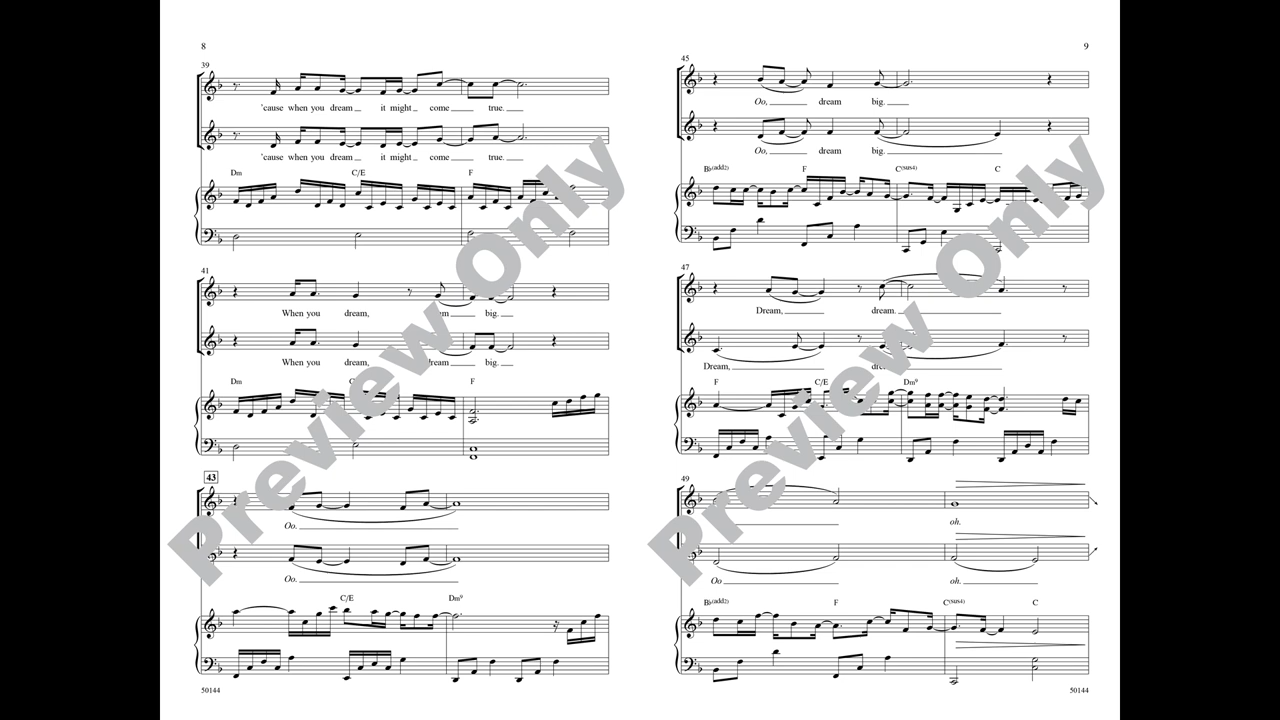 8
39
'cause when you dream it might come true.
'cause when you dream it might come true.
Dm C/E F
41
When you dream, big.
When you dream, dream big.
Dm C F
43
Oo.
Oo.
C/E Dm9
50144
Preview Only
9
45
Oo, dream big.
Oo, dream big.
B♭(add2) F C(sus4) C
47
Dream, dream.
Dream,
F C/E Dm9
49
oh.
Oo oh.
B♭(add2) F C(sus4) C
50144
Preview Only